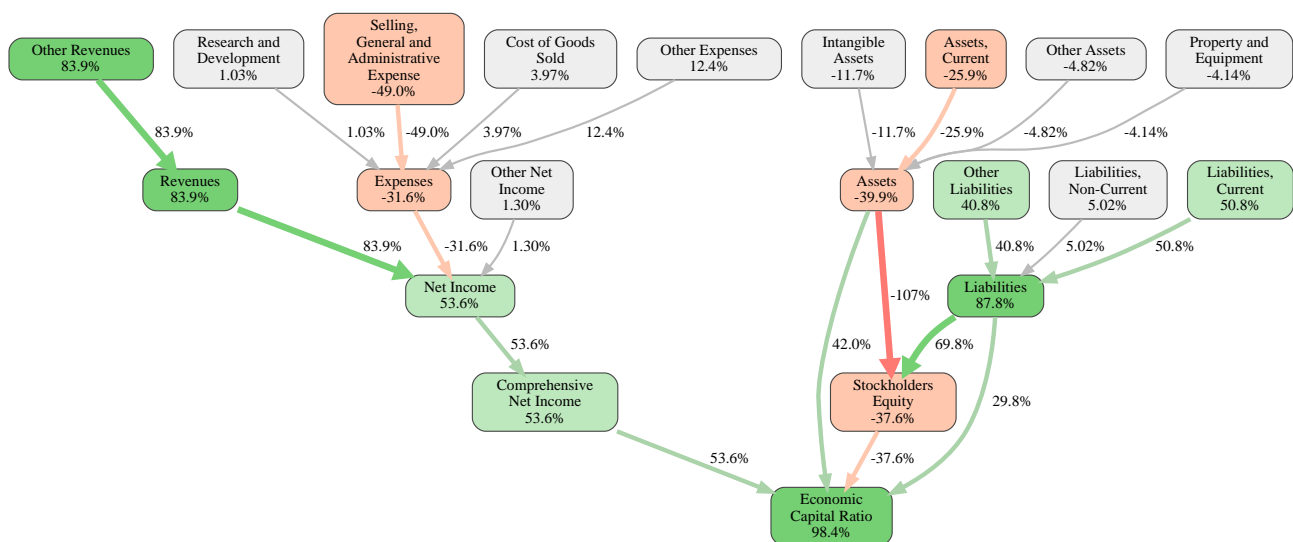 Other Revenues
83.9%
Research and
Development
1.03%
Selling,
General and
Administrative
Expense
-49.0%
Cost of Goods
Sold
3.97%
Other Expenses
12.4%
Intangible
Assets
-11.7%
Assets,
Current
-25.9%
Other Assets
-4.82%
Property and
Equipment
-4.14%
83.9%
1.03%
-49.0%
3.97%
12.4%
-11.7%
-25.9%
-4.82%
-4.14%
Revenues
83.9%
Expenses
-31.6%
Other Net
Income
1.30%
Assets
-39.9%
Other
Liabilities
40.8%
Liabilities,
Non-Current
5.02%
Liabilities,
Current
50.8%
83.9%
-31.6%
1.30%
40.8%
5.02%
50.8%
Net Income
53.6%
Liabilities
87.8%
-107%
53.6%
42.0%
69.8%
Comprehensive
Net Income
53.6%
Stockholders
Equity
-37.6%
29.8%
53.6%
-37.6%
Economic
Capital Ratio
98.4%